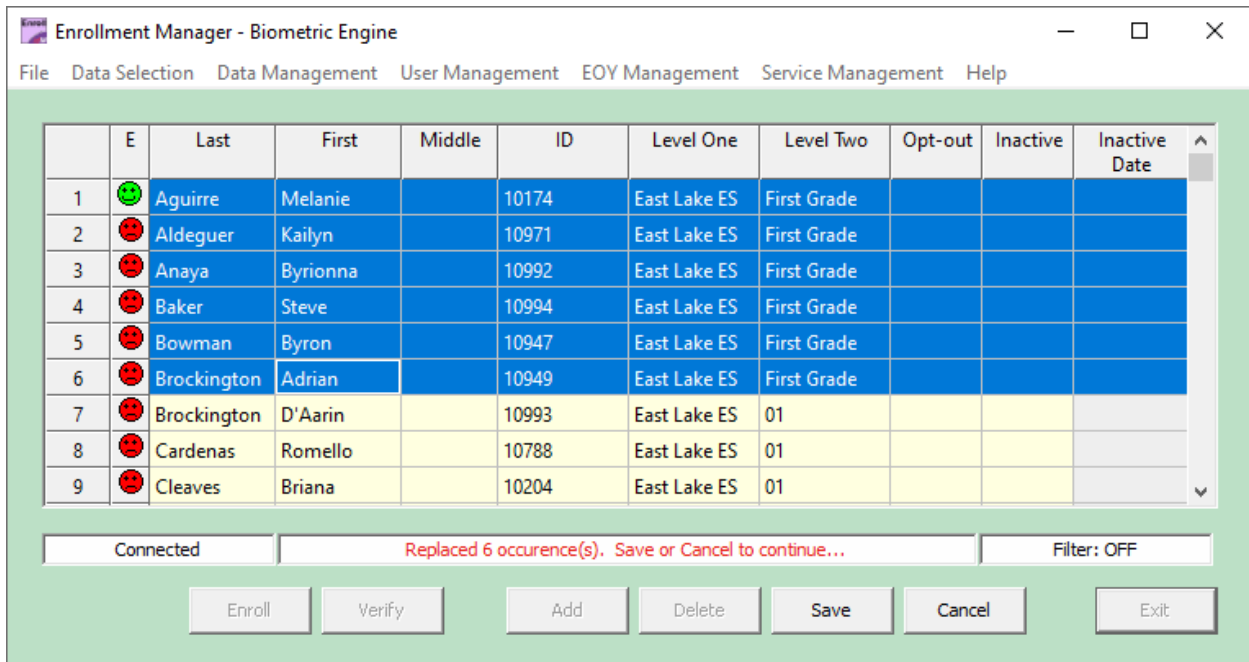 Enroll
Enrollment Manager - Biometric Engine
File Data Selection Data Management User Management EOY Management Service Management Help
E Last First Middle ID Level One Level Two Opt-out Inactive Inactive Date
1 Aguirre Melanie 10174 East Lake ES First Grade
2 Aldeguer Kailyn 10971 East Lake ES First Grade
3 Anaya Byrionna 10992 East Lake ES First Grade
4 Baker Steve 10994 East Lake ES First Grade
5 Bowman Byron 10947 East Lake ES First Grade
6 Brockington Adrian 10949 East Lake ES First Grade
7 Brockington D'Aarin 10993 East Lake ES 01
8 Cardenas Romello 10788 East Lake ES 01
9 Cleaves Briana 10204 East Lake ES 01
Connected Replaced 6 occurence(s). Save or Cancel to continue... Filter: OFF
Enroll Verify Add Delete Save Cancel Exit